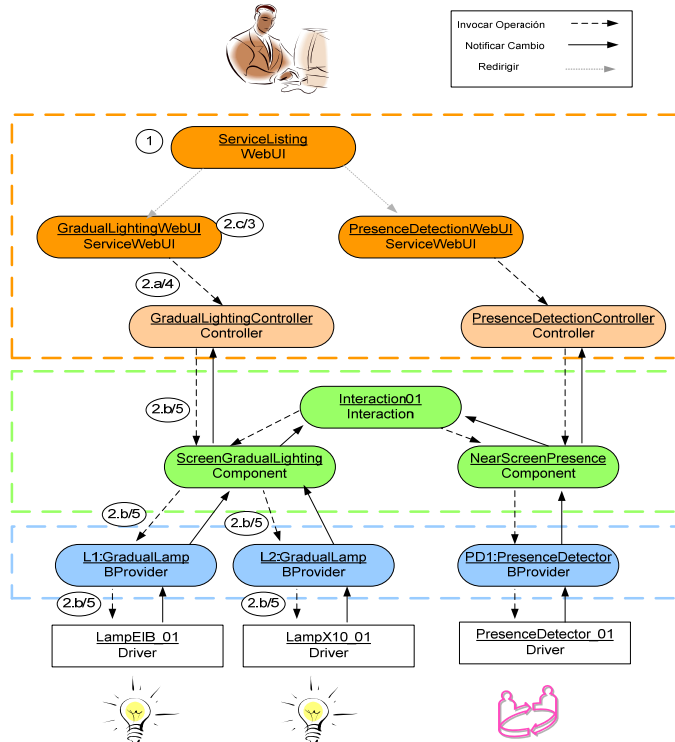 Invocar Operación
Notificar Cambio
Redirigir
1
ServiceListing
WebUI
GradualLightingWebUI
ServiceWebUI
2.c/3
PresenceDetectionWebUI
ServiceWebUI
2.a/4
GradualLightingController
Controller
PresenceDetectionController
Controller
2.b/5
Interaction01
Interaction
ScreenGradualLighting
Component
NearScreenPresence
Component
2.b/5
2.b/5
L1:GradualLamp
BProvider
L2:GradualLamp
BProvider
PD1:PresenceDetector
BProvider
2.b/5
2.b/5
LampEIB_01
Driver
LampX10_01
Driver
PresenceDetector_01
Driver